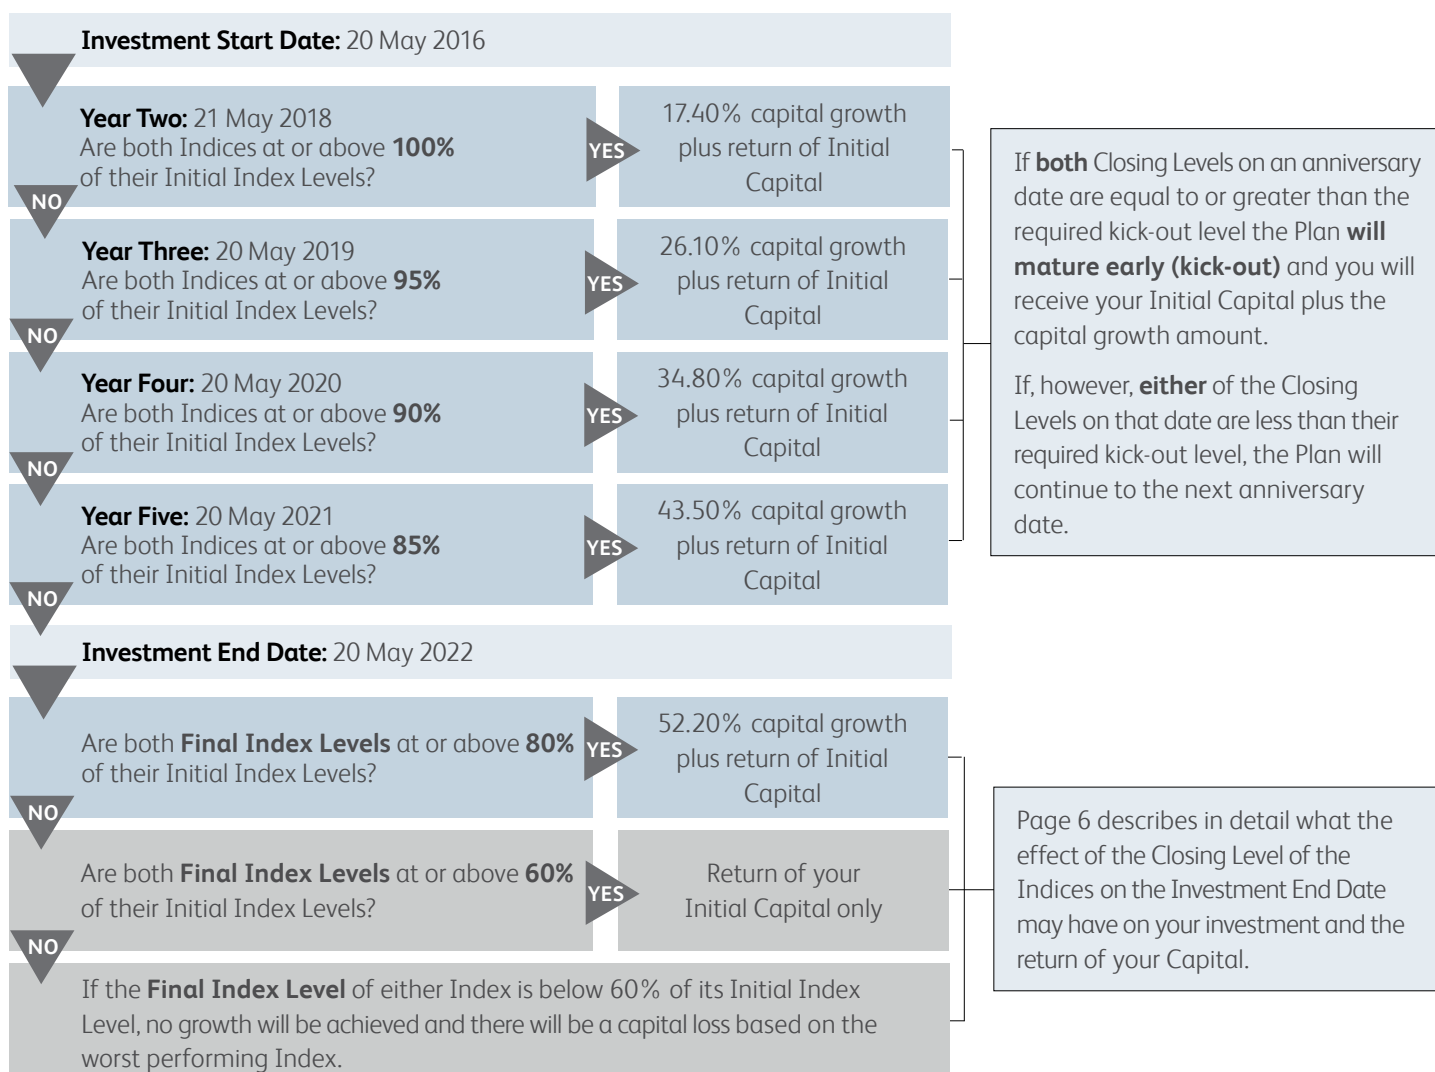 Investment Start Date: 20 May 2016
Year Two: 21 May 2018
Are both Indices at or above 100%
of their Initial Index Levels?
YES
17.40% capital growth
plus return of Initial
Capital
NO
Year Three: 20 May 2019
Are both Indices at or above 95%
of their Initial Index Levels?
YES
26.10% capital growth
plus return of Initial
Capital
NO
Year Four: 20 May 2020
Are both Indices at or above 90%
of their Initial Index Levels?
YES
34.80% capital growth
plus return of Initial
Capital
NO
Year Five: 20 May 2021
Are both Indices at or above 85%
of their Initial Index Levels?
YES
43.50% capital growth
plus return of Initial
Capital
NO
If both Closing Levels on an anniversary
date are equal to or greater than the
required kick-out level the Plan will
mature early (kick-out) and you will
receive your Initial Capital plus the
capital growth amount.
If, however, either of the Closing
Levels on that date are less than their
required kick-out level, the Plan will
continue to the next anniversary
date.
Investment End Date: 20 May 2022
Are both Final Index Levels at or above 80%
of their Initial Index Levels?
YES
52.20% capital growth
plus return of Initial
Capital
NO
Are both Final Index Levels at or above 60%
of their Initial Index Levels?
YES
Return of your
Initial Capital only
NO
If the Final Index Level of either Index is below 60% of its Initial Index
Level, no growth will be achieved and there will be a capital loss based on the
worst performing Index.
Page 6 describes in detail what the
effect of the Closing Level of the
Indices on the Investment End Date
may have on your investment and the
return of your Capital.